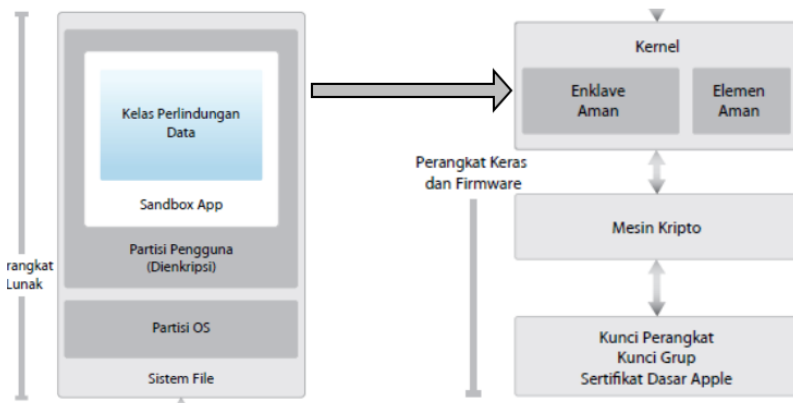 Kelas Perlindungan
Data
Sandbox App
Partisi Pengguna
(Dienkripsi)
rangkat
Lunak
Partisi OS
Sistem File
Kernel
Enklave
Aman
Elemen
Aman
Perangkat Keras
dan Firmware
Mesin Kripto
Kunci Perangkat
Kunci Grup
Sertifikat Dasar Apple